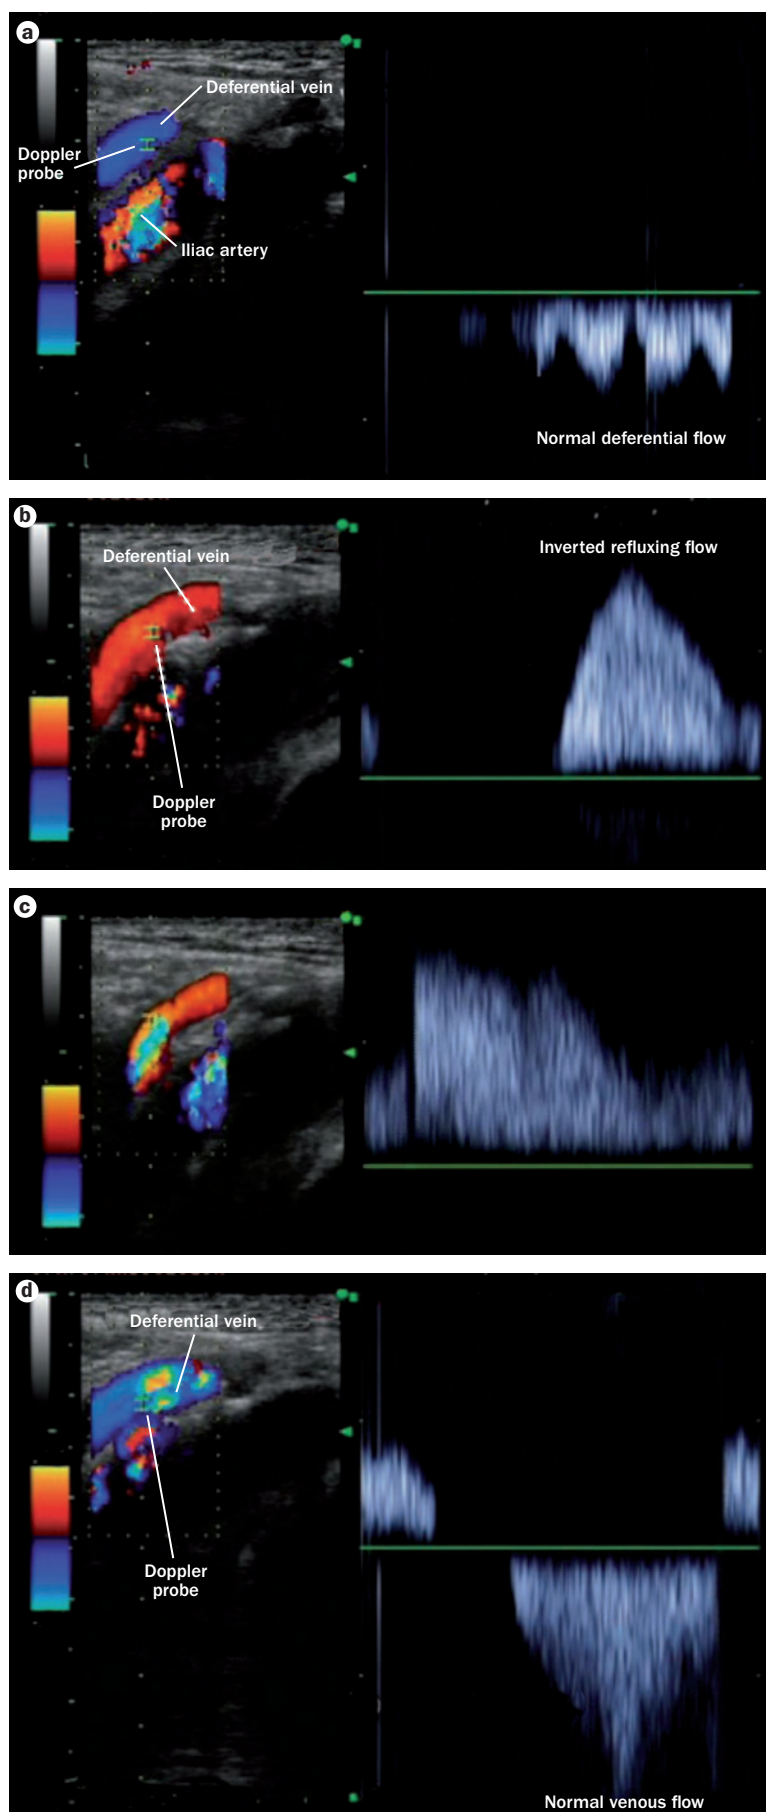 a
Deferential vein
Doppler
probe
Iliac artery
Normal deferential flow
b
Deferential vein
Inverted refluxing flow
Doppler
probe
c
d
Deferential vein
Doppler
probe
Normal venous flow